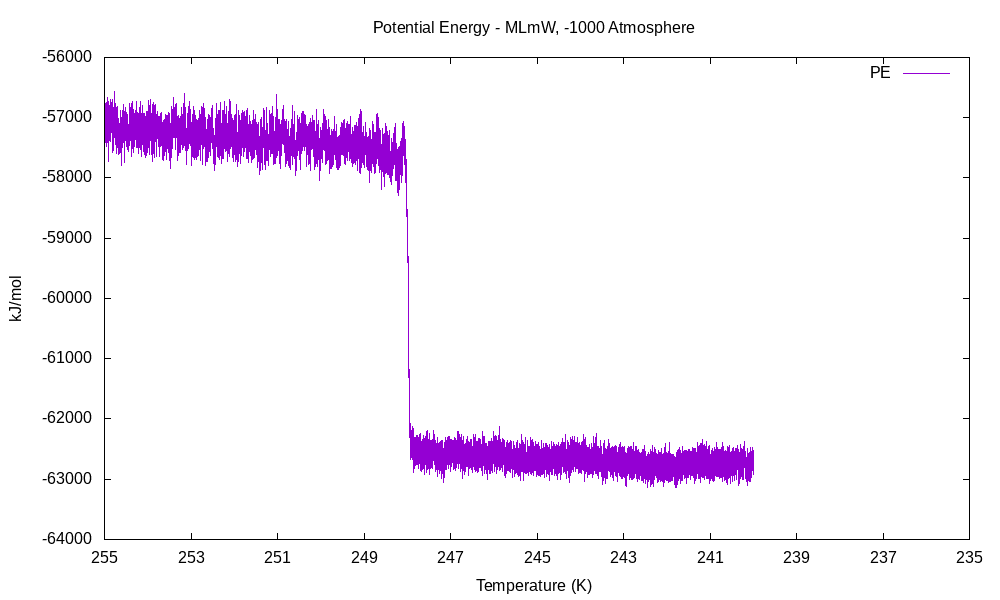 Potential Energy - MLmW, -1000 Atmosphere
-56000
PE
-57000
-58000
-59000
kJ/mol
-60000
-61000
-62000
-63000
-64000
255 253 251 249 247 245 243 241 239 237 235
Temperature (K)